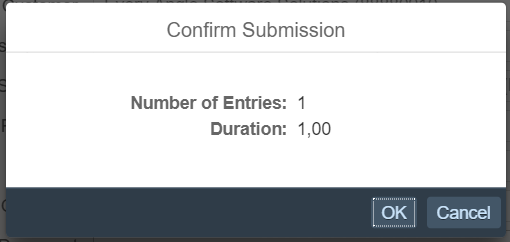 Confirm Submission
Number of Entries: 1
Duration: 1,00
OK Cancel